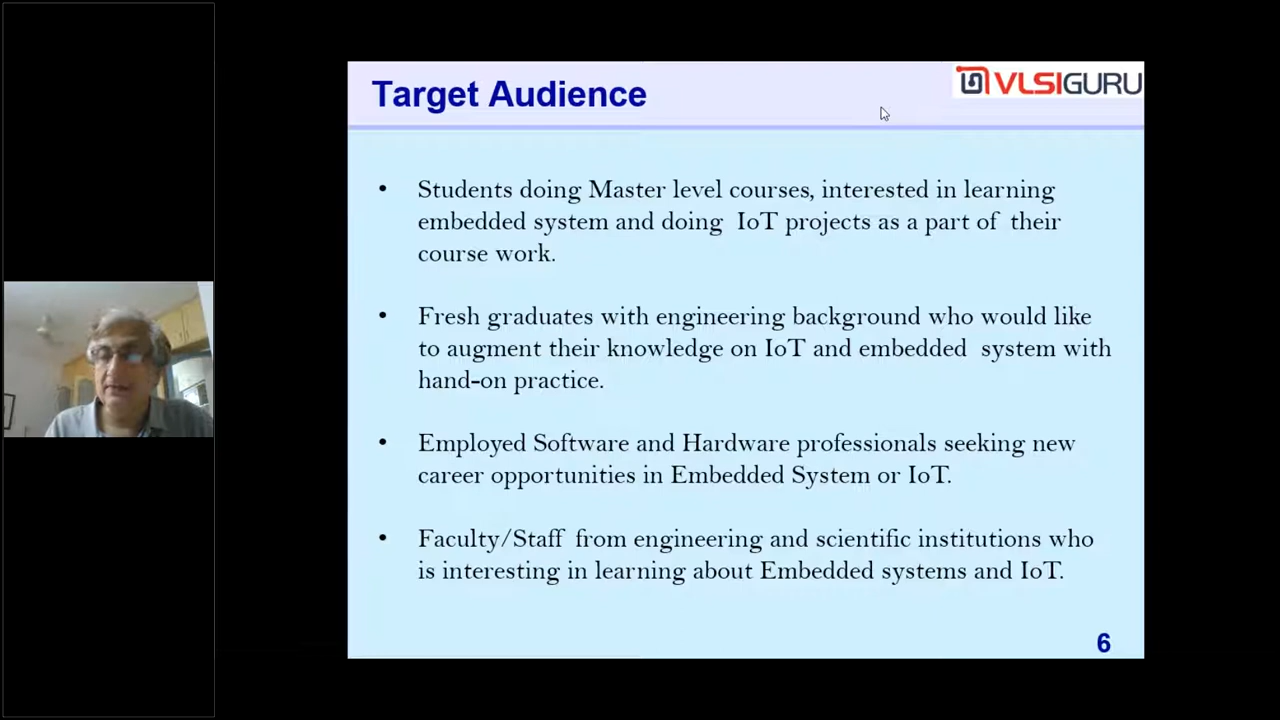 Target Audience
VLSIGURU
• Students doing Master level courses, interested in learning
embedded system and doing IoT projects as a part of their
course work.
• Fresh graduates with engineering background who would like
to augment their knowledge on IoT and embedded system with
hand-on practice.
• Employed Software and Hardware professionals seeking new
career opportunities in Embedded System or IoT.
• Faculty/Staff from engineering and scientific institutions who
is interesting in learning about Embedded systems and IoT.
6